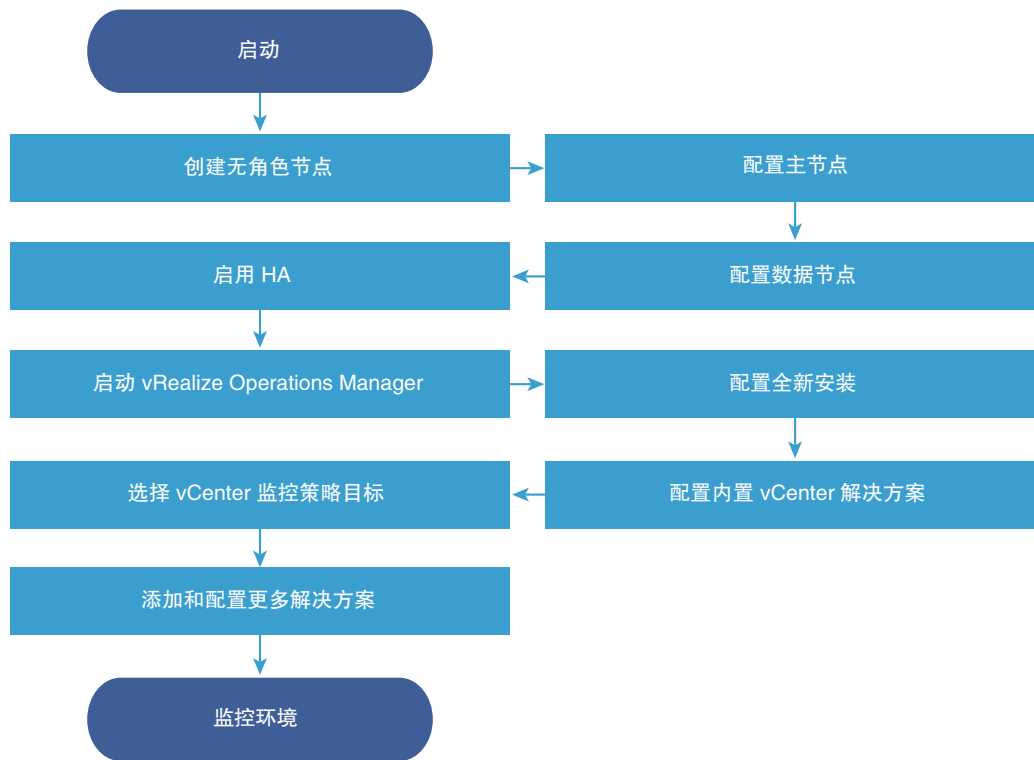 启动
创建无角色节点
配置主节点
配置数据节点
启用 HA
启动 vRealize Operations Manager
配置全新安装
配置内置 vCenter 解决方案
选择 vCenter 监控策略目标
添加和配置更多解决方案
监控环境